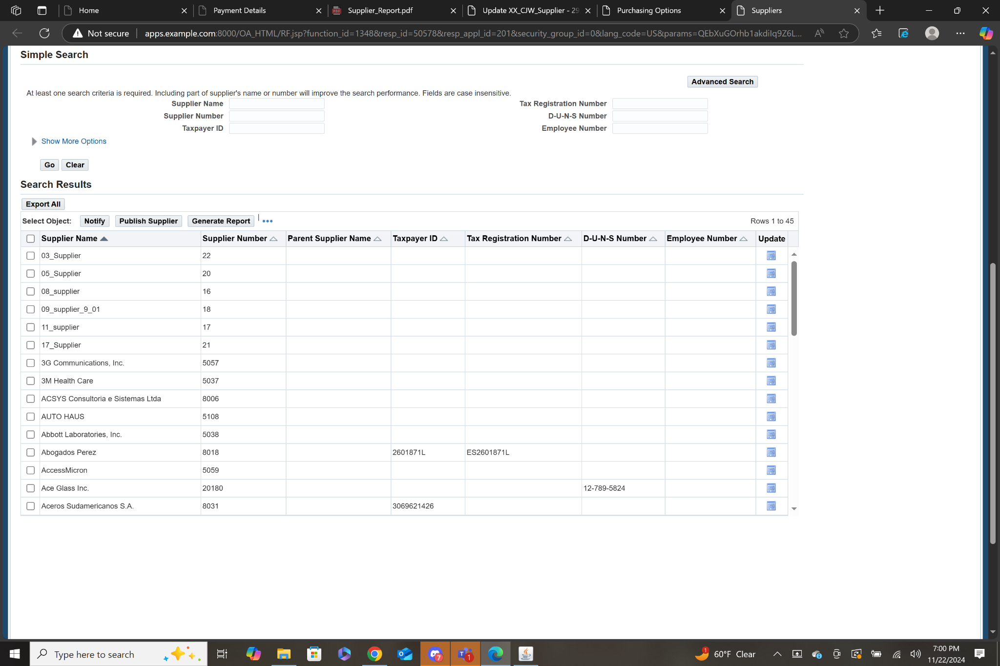 Home
Payment Details
Supplier_Report.pdf
Update XX_CJW_Supplier - 29
Purchasing Options
Suppliers
Not secure
apps.example.com:8000/OA_HTML/RF.jsp?function_id=1348&resp_id=50578&resp_appl_id=201&security_group_id=0&lang_code=US&params=QEbXuGOrhb1akdilq9Z6L...
Simple Search
Advanced Search
At least one search criteria is required. Including part of supplier's name or number will improve the search performance. Fields are case insensitive.
Supplier Name Tax Registration Number
Supplier Number D-U-N-S Number
Taxpayer ID Employee Number
Show More Options
Go Clear
Search Results
Export All
Select Object: Notify Publish Supplier Generate Report Rows 1 to 45
Supplier Name Supplier Number Parent Supplier Name Taxpayer ID Tax Registration Number D-U-N-S Number Employee Number Update
03_Supplier 22
05_Supplier 20
08_supplier 16
09_supplier_9_01 18
11_supplier 17
17_Supplier 21
3G Communications, Inc. 5057
3M Health Care 5037
ACSYS Consultoria e Sistemas Ltda 8006
AUTO HAUS 5108
Abbott Laboratories, Inc. 5038
Abogados Perez 8018 2601871L ES2601871L
AccessMicron 5059
Ace Glass Inc. 20180 12-789-5824
Aceros Sudamericanos S.A. 8031 3069621426
Type here to search
7
1
1
60°F Clear
7:00 PM
11/22/2024